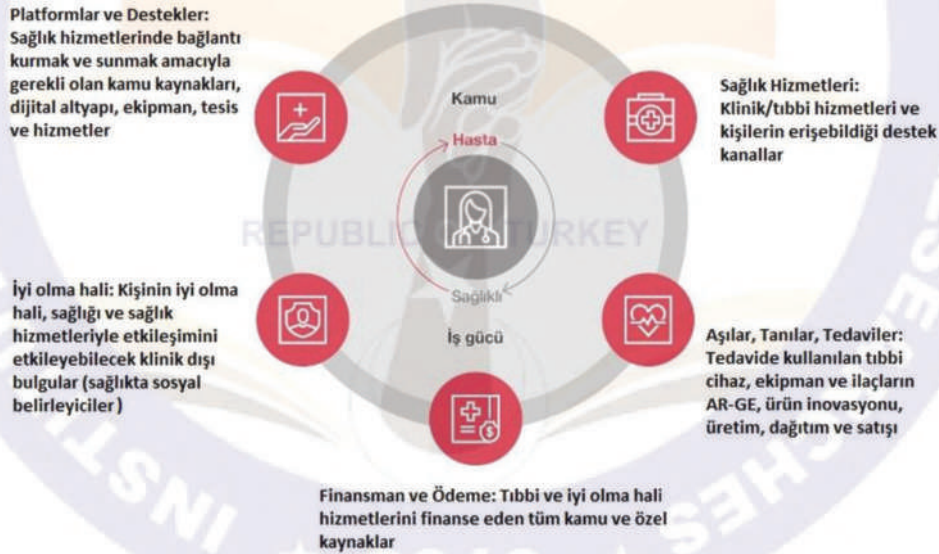 Platformlar ve Destekler:
Sağlık hizmetlerinde bağlantı
kurmak ve sunmak amacıyla
gerekli olan kamu kaynakları,
dijital altyapı, ekipman, tesis
ve hizmetler
Kamu
Hasta
Sağlıklı
İş gücü
Sağlık Hizmetleri:
Klinik/tıbbi hizmetleri ve
kişilerin erişebildiği destek
kanallar
REPUBLIC TURKEY
İyi olma hali: Kişinin iyi olma
hali, sağlığı ve sağlık
hizmetleriyle etkileşimini
etkileyebilecek klinik dışı
bulgular (sağlıkta sosyal
belirleyiciler)
Aşılar, Tanılar, Tedaviler:
Tedavide kullanılan tıbbi
cihaz, ekipman ve ilaçların
AR-GE, ürün inovasyonu,
üretim, dağıtım ve satışı
Finansman ve Ödeme: Tıbbi ve iyi olma hali
hizmetlerini finanse eden tüm kamu ve özel
kaynaklar